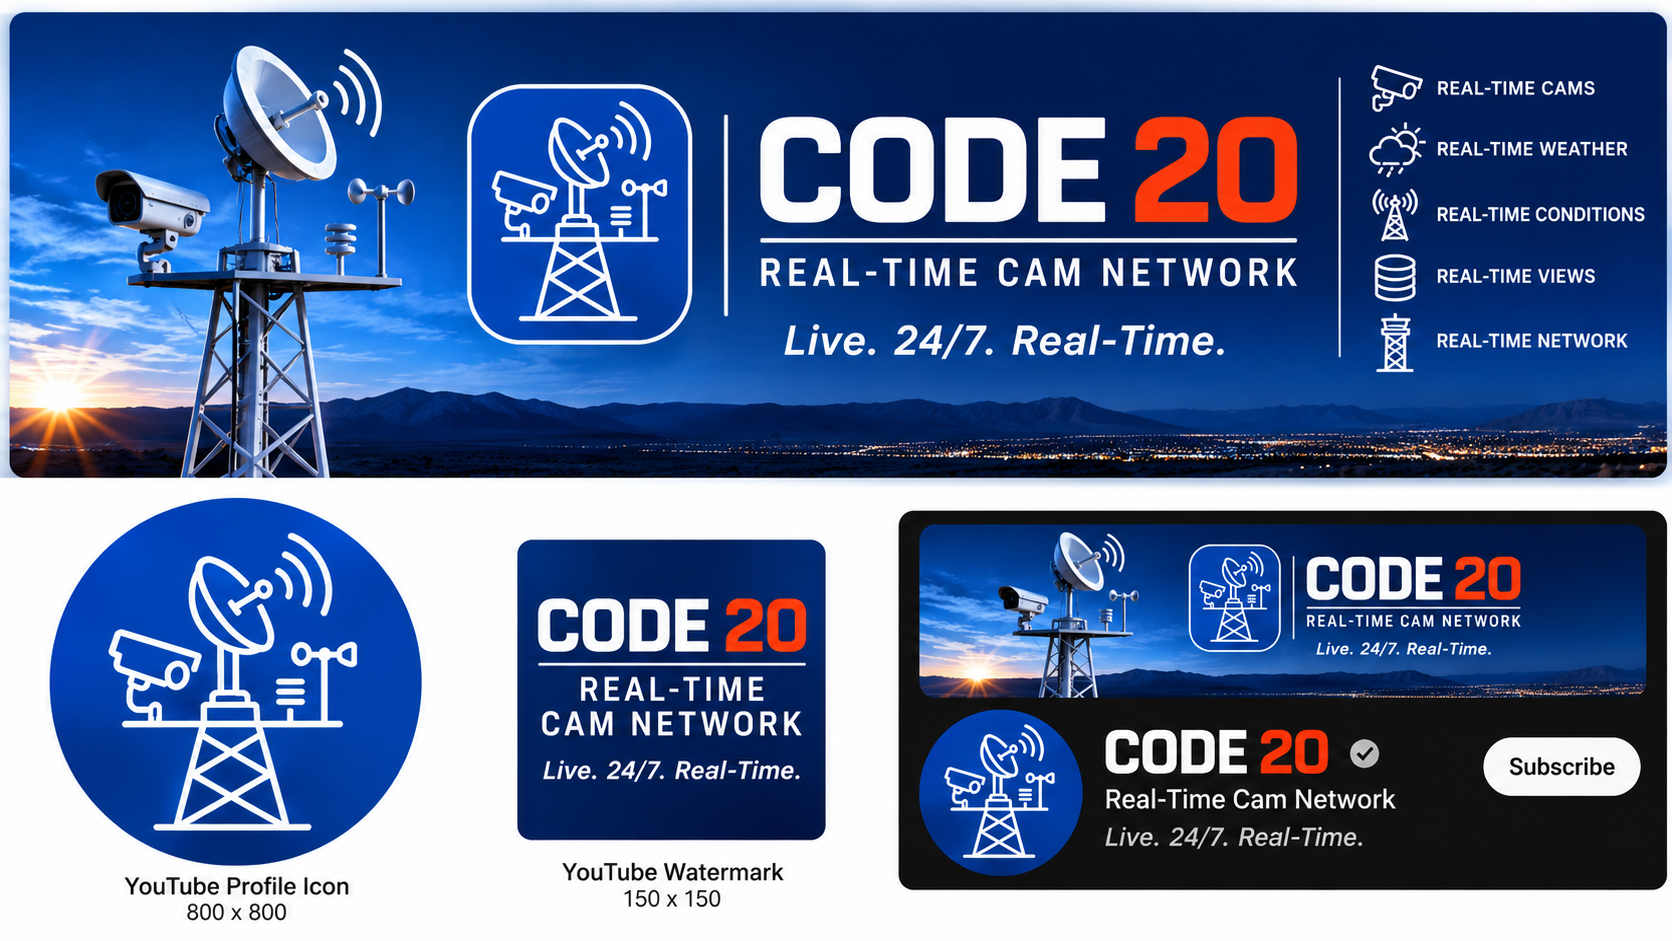 CODE 20
REAL-TIME CAM NETWORK
Live. 24/7. Real-Time.
REAL-TIME CAMS
REAL-TIME WEATHER
REAL-TIME CONDITIONS
REAL-TIME VIEWS
REAL-TIME NETWORK
YouTube Profile Icon
800 x 800
CODE 20
REAL-TIME
CAM NETWORK
Live. 24/7. Real-Time.
YouTube Watermark
150 x 150
CODE 20
REAL-TIME CAM NETWORK
Live. 24/7. Real-Time.
CODE 20
Real-Time Cam Network
Live. 24/7. Real-Time.
Subscribe